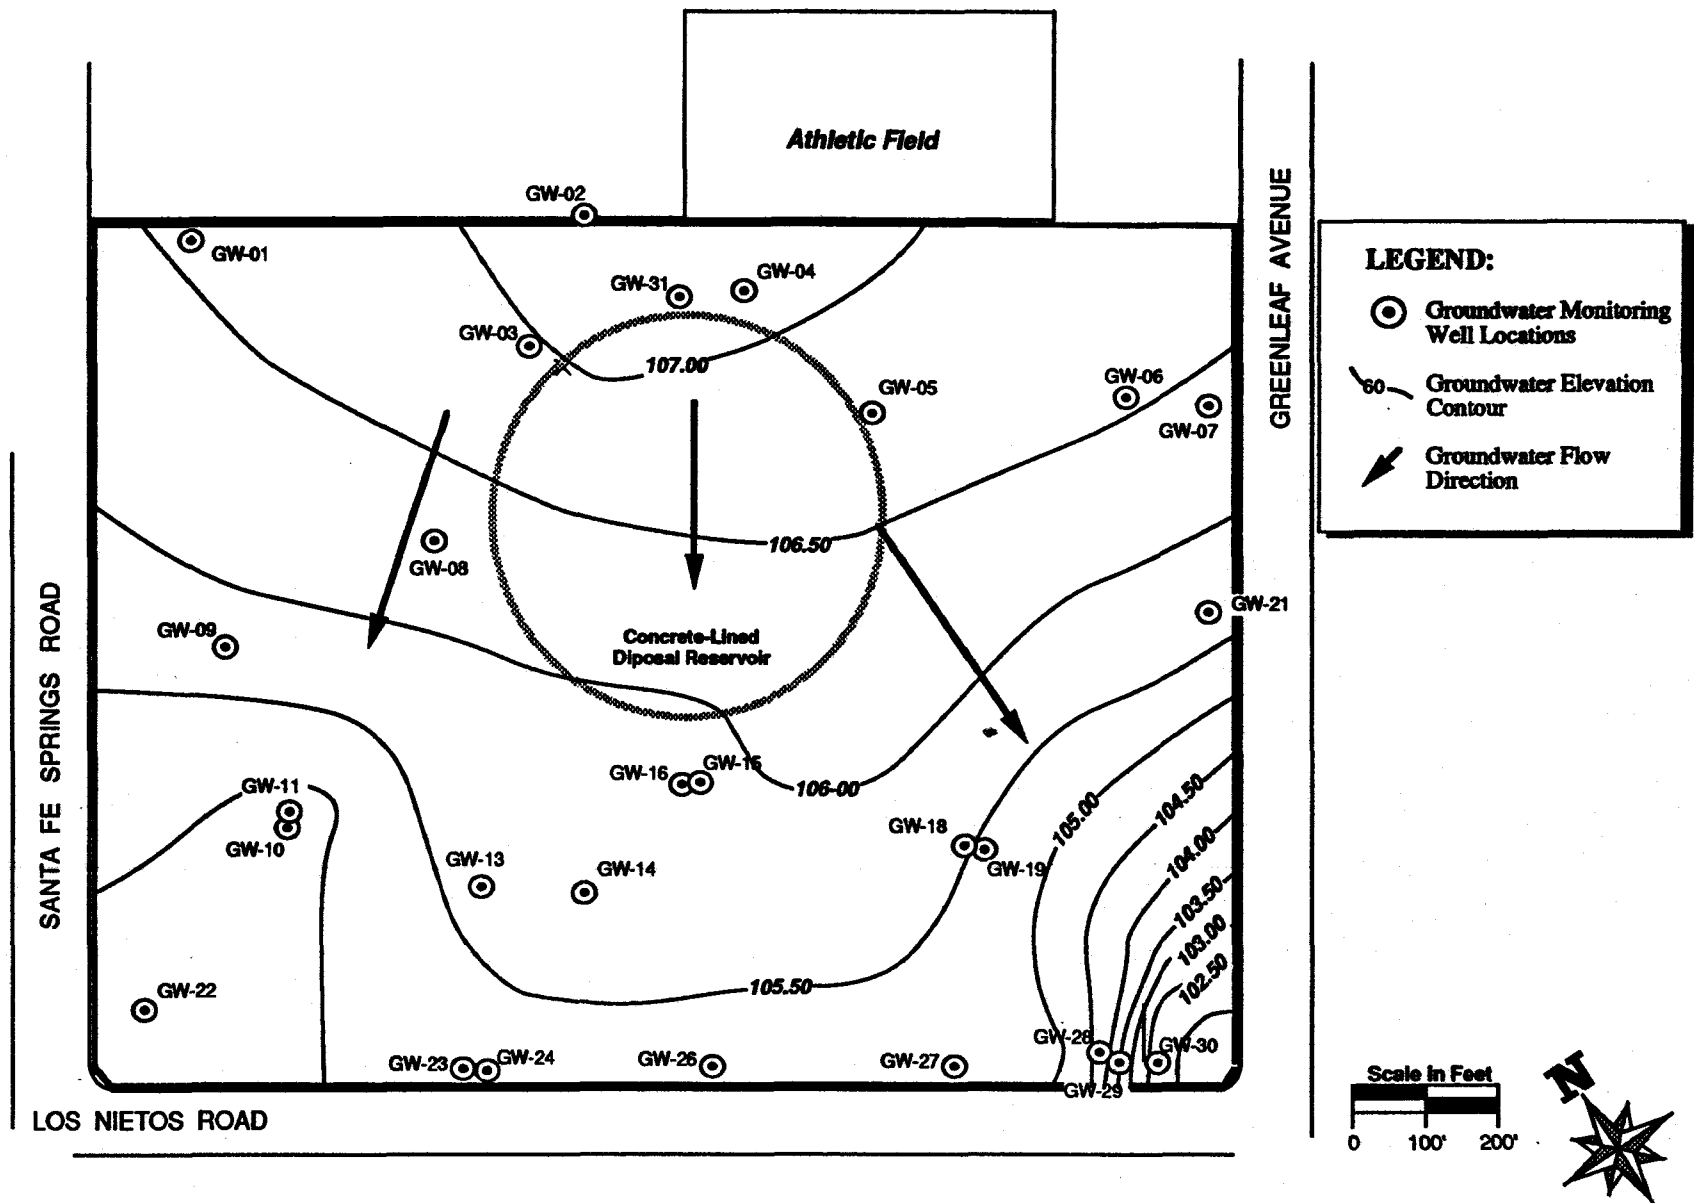 Athletic Field
GW-02
GW-01
GW-31
GW-04
GW-03
107.00
GW-05
GW-06
GW-07
GREENLEAF AVENUE
LEGEND:
Groundwater Monitoring
Well Locations
60
Groundwater Elevation
Contour
Groundwater Flow
Direction
106.50
GW-08
GW-09
GW-21
Concrete-Lined
Diposal Reservoir
SANTA FE SPRINGS ROAD
GW-11
GW-10
GW-16
GW-15
106-00
GW-13
GW-14
GW-18
GW-19
105.00
104.50
104.00
103.50
103.00
102.50
105.50
GW-22
GW-23
GW-24
GW-26
GW-27
GW-28
GW-29
GW-30
LOS NIETOS ROAD
Scale in Feet
0 100' 200'
N